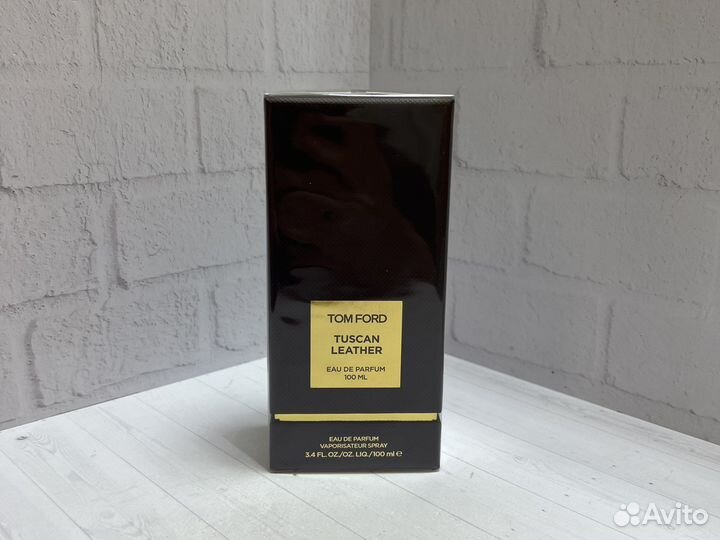 TOM FORD
TUSCAN
LEATHER
EAU DE PARFUM
100 ML
EAU DE PARFUM
VAPORISATEUR SPRAY
3.4 FL. OZ./OZ. LIQ./100 ml ℮
Avito